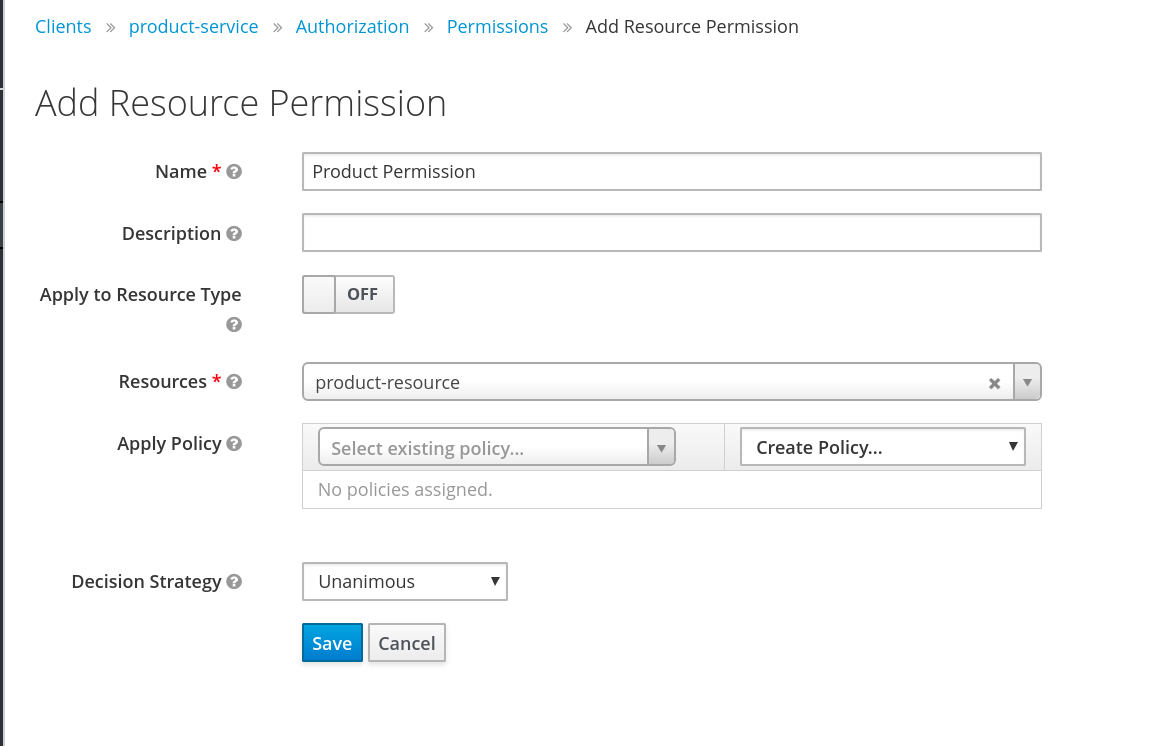 Clients » product-service » Authorization » Permissions » Add Resource Permission
Add Resource Permission
Name *
Product Permission
Description
Apply to Resource Type
OFF
Resources *
product-resource
Apply Policy
Select existing policy...
Create Policy...
No policies assigned.
Decision Strategy
Unanimous
Save Cancel